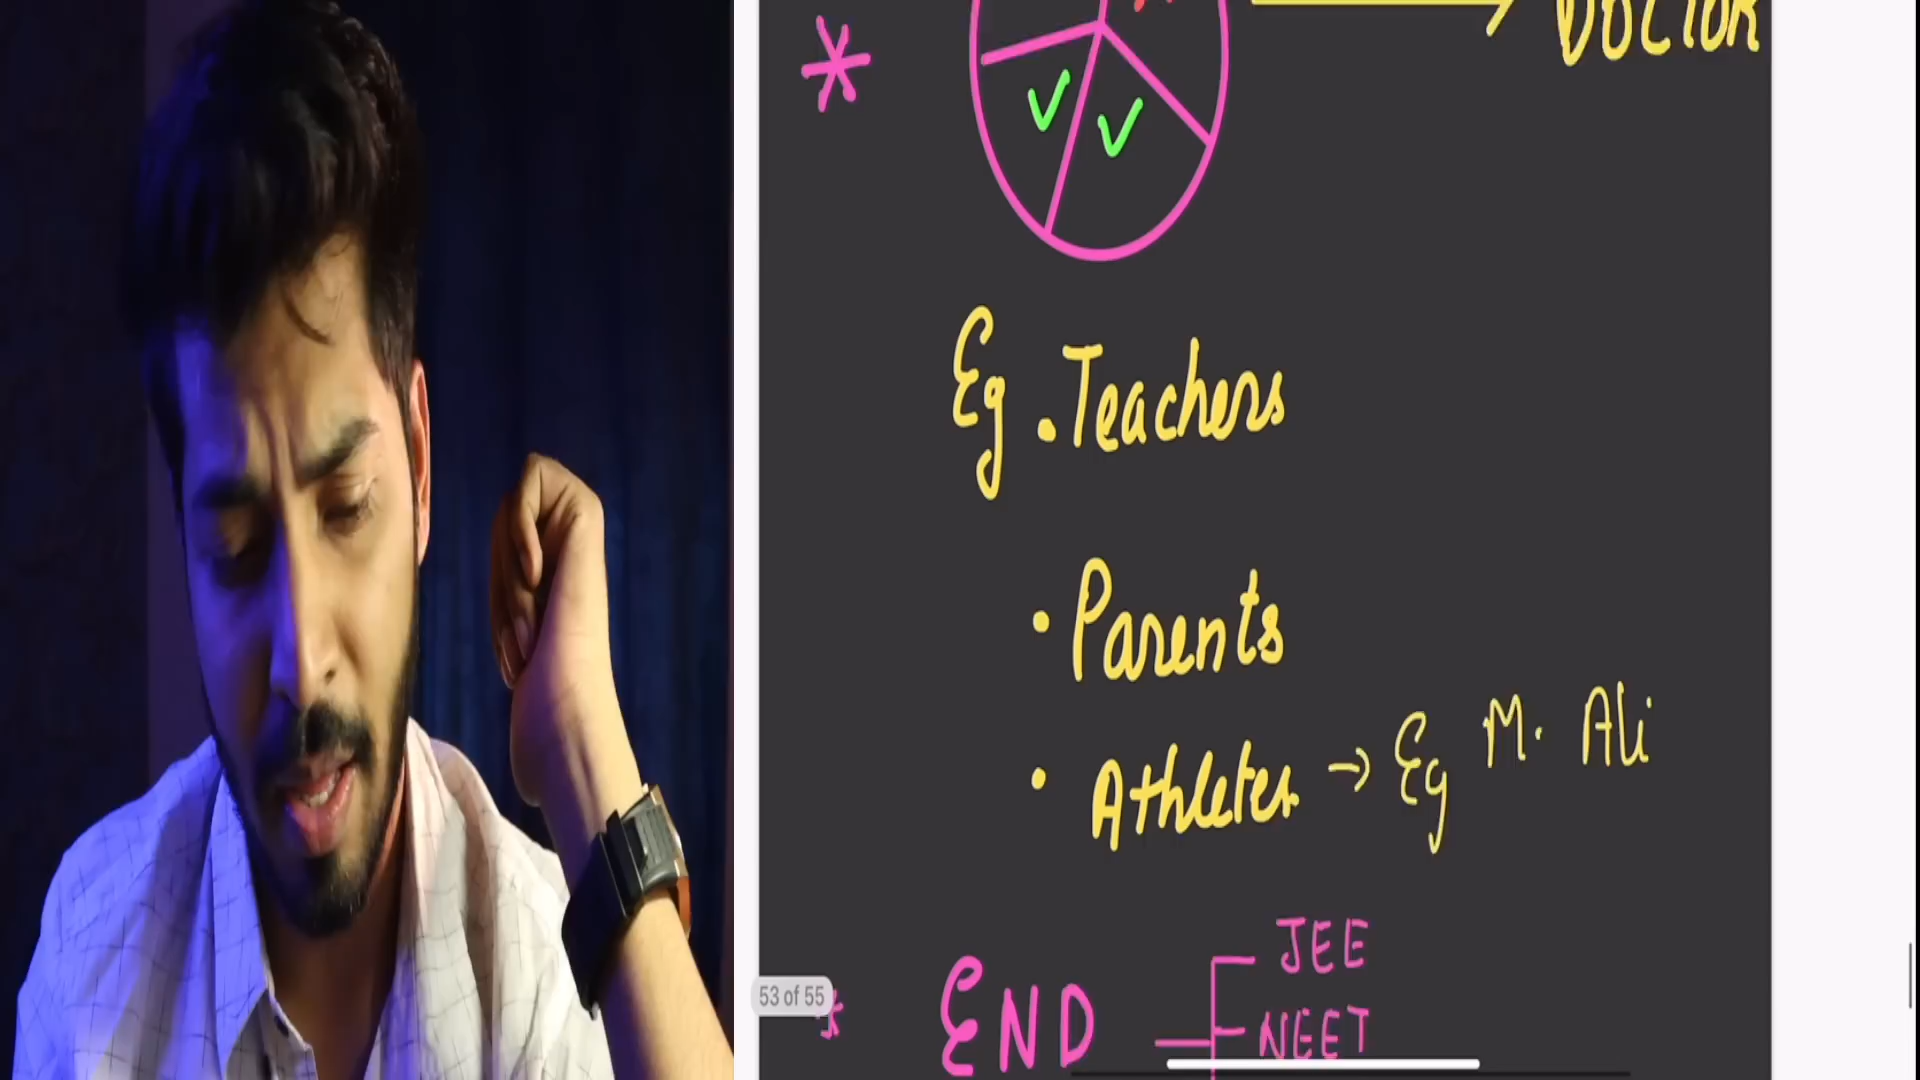 DOCTOR
Eg . Teachers
• Parents
• Athletes → Eg M. Ali
* END
JEE
NEET
53 of 55